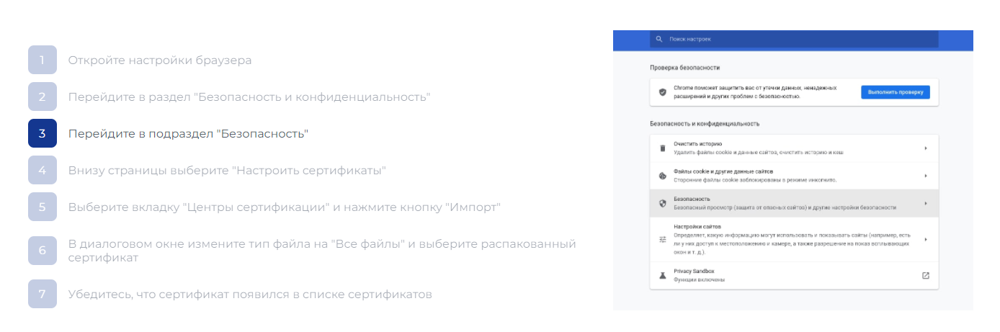 1
Откройте настройки браузера
2
Перейдите в раздел "Безопасность и конфиденциальность"
3
Перейдите в подраздел "Безопасность"
4
Внизу страницы выберите "Настроить сертификаты"
5
Выберите вкладку "Центры сертификации" и нажмите кнопку "Импорт"
6
В диалоговом окне измените тип файла на "Все файлы" и выберите распакованный
сертификат
7
Убедитесь, что сертификат появился в списке сертификатов
Поиск настроек
Проверка безопасности
Chrome поможет защитить вас от утечки данных, ненадежных
расширений и других проблем с безопасностью.
Выполнить проверку
Безопасность и конфиденциальность
Очистить историю
Удалить файлы cookie и данные сайтов, очистить историю и кеш
Файлы cookie и другие данные сайтов
Сторонние файлы cookie заблокированы в режиме инкогнито.
Безопасность
Безопасный просмотр (защита от опасных сайтов) и другие настройки безопасности
Настройки сайтов
Определяет, какую информацию могут использовать и показывать сайты (например, есть
ли у них доступ к местоположению и камере, а также разрешение на показ всплывающих
окон и т. д.).
Privacy Sandbox
Функции включены